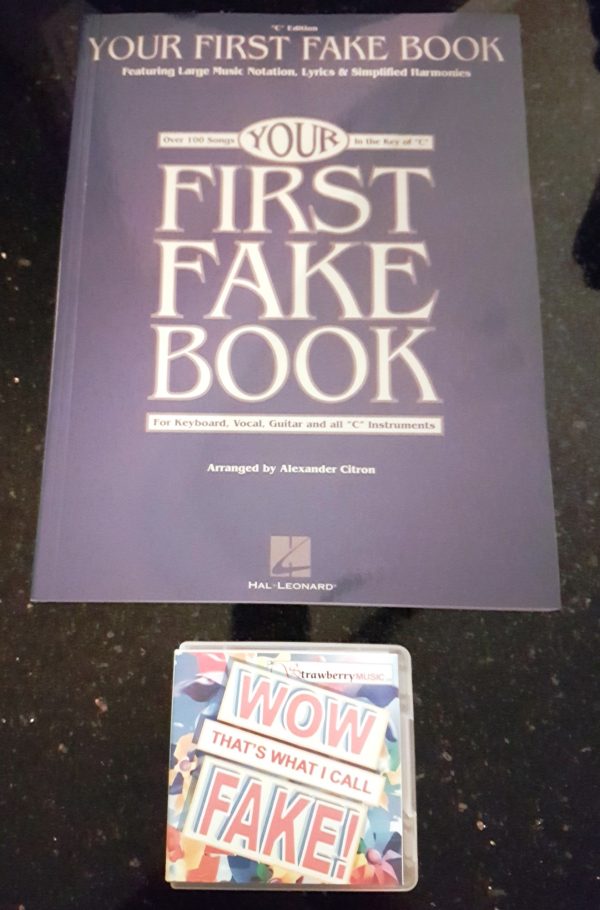 "C" Edition
YOUR FIRST FAKE BOOK
Featuring Large Music Notation, Lyrics & Simplified Harmonies
Over 100 Songs YOUR In the Key of "C"
FIRST
FAKE
BOOK
For Keyboard, Vocal, Guitar and all "C" Instruments
Arranged by Alexander Citron
HAL•LEONARD
StrawberryMUSIC
WOW
THAT'S WHAT I CALL
FAKE!